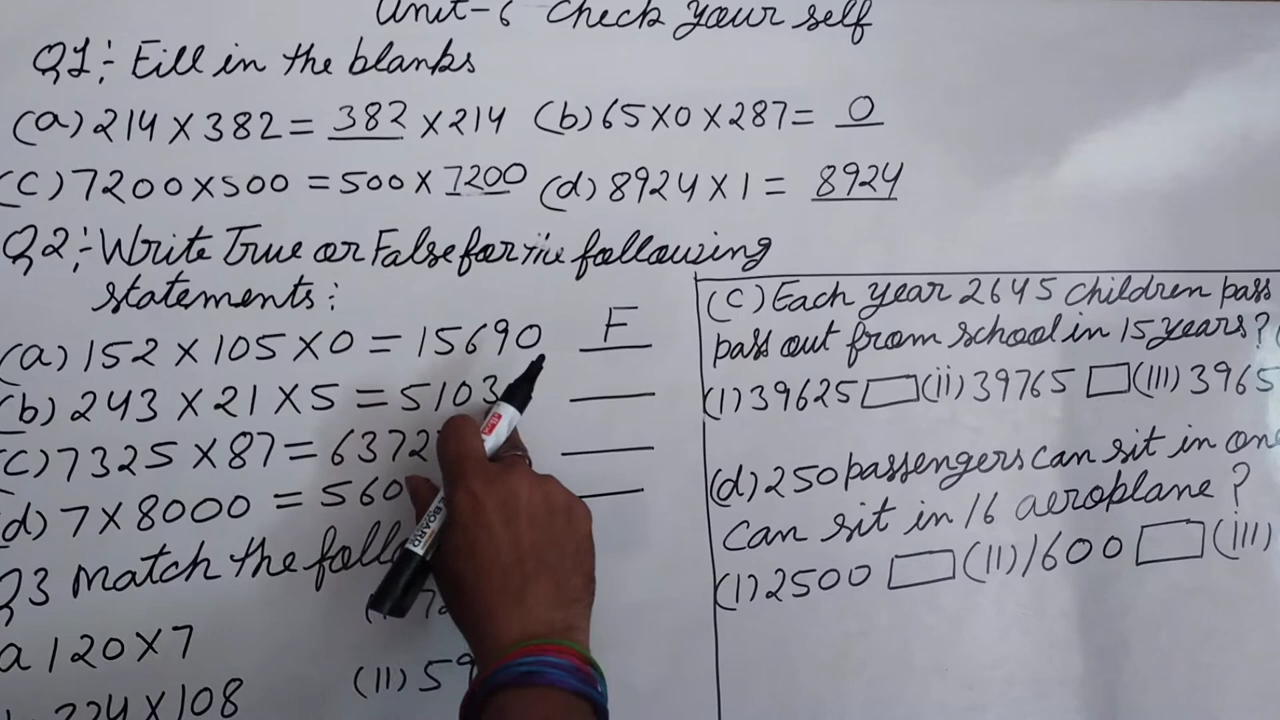 Unit-6 Check your self
Q1:- Fill in the blanks
(a) 214 X 382 = 382 X 214 (b) 65 X 0 X 287 = 0
(C) 7200 X 500 = 500 X 7200 (d) 8924 X 1 = 8924
Q2:- Write True or False for the following
statements:
(a) 152 X 105 X 0 = 15690 F
(b) 243 X 21 X 5 = 5103
(C) 7325 X 87 = 6372
(d) 7 X 8000 = 560
Q3 Match the foll
a 120 X 7
(II) 59
224 X 108
(C) Each year 2645 children pass
pass out from school in 15 years?
(I) 39625 (ii) 39765 (III) 3965
(d) 250 passengers can sit in one
can sit in 16 aeroplane?
(I) 2500 (II) 1600 (iii)
BOARD